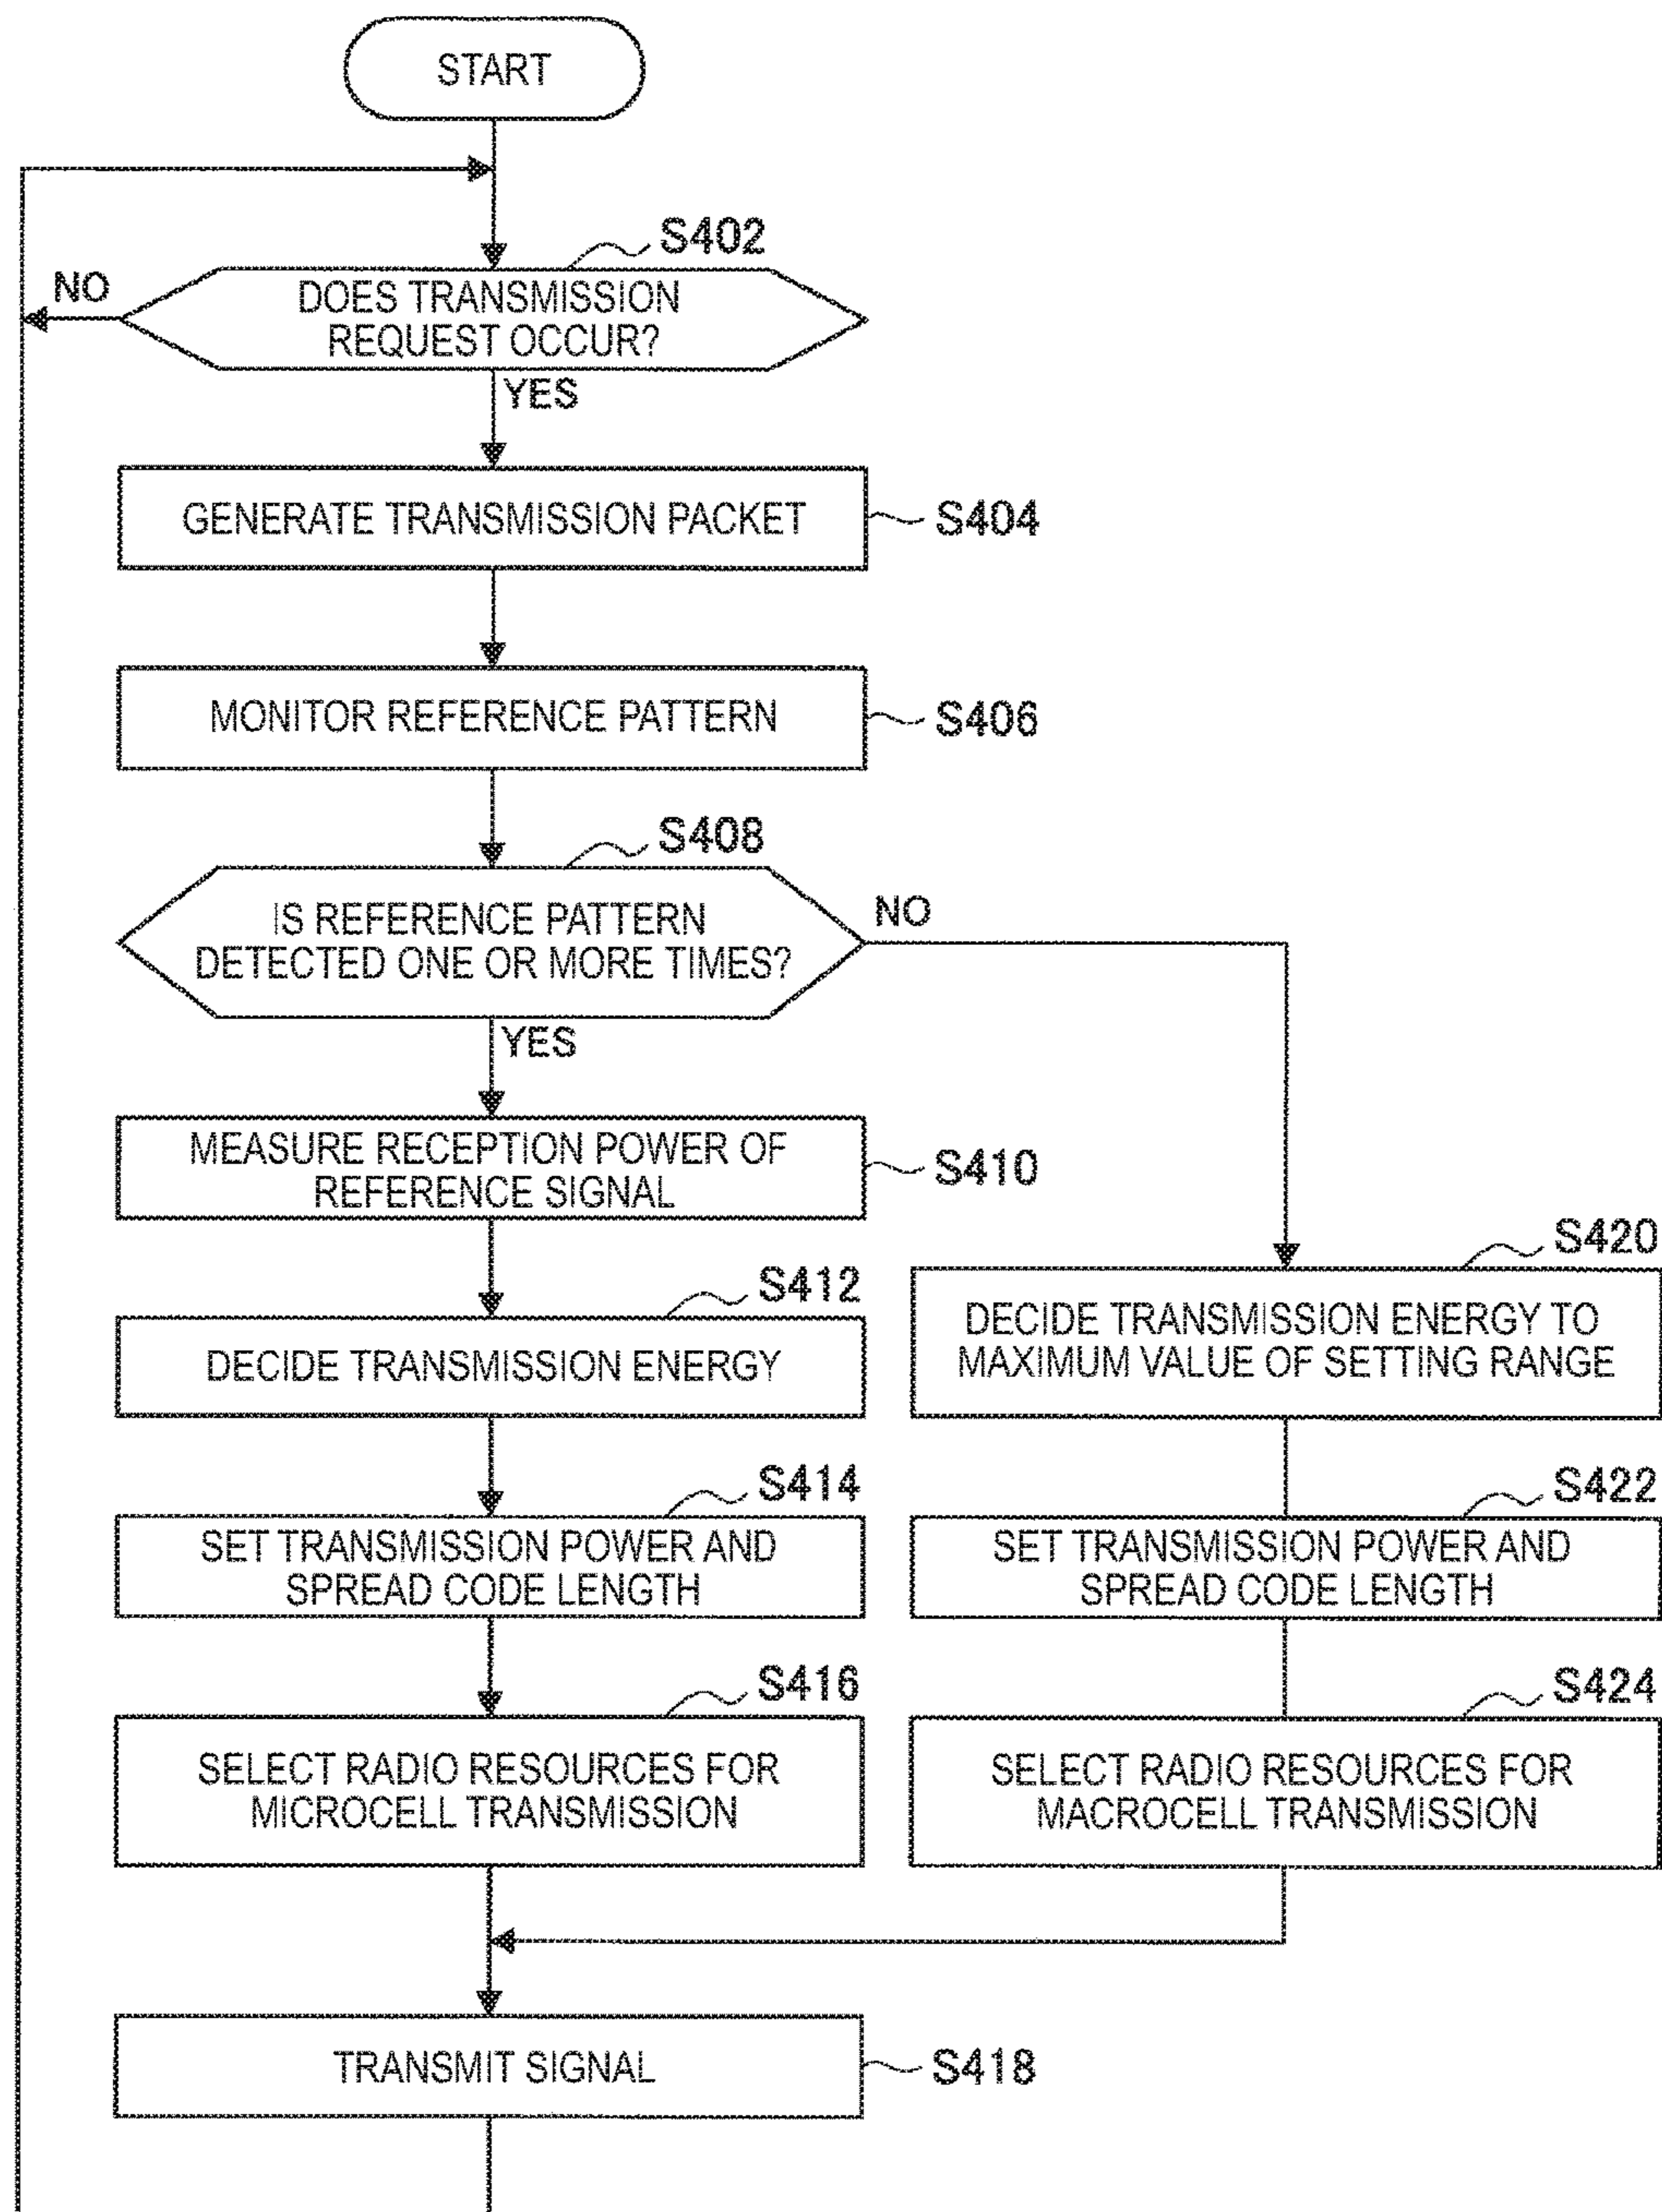 START
S402
NO
DOES TRANSMISSION
REQUEST OCCUR?
YES
GENERATE TRANSMISSION PACKET
S404
MONITOR REFERENCE PATTERN
S406
S408
IS REFERENCE PATTERN
DETECTED ONE OR MORE TIMES?
NO
YES
MEASURE RECEPTION POWER OF
REFERENCE SIGNAL
S410
S412
DECIDE TRANSMISSION ENERGY
S414
SET TRANSMISSION POWER AND
SPREAD CODE LENGTH
S416
SELECT RADIO RESOURCES FOR
MICROCELL TRANSMISSION
S420
DECIDE TRANSMISSION ENERGY TO
MAXIMUM VALUE OF SETTING RANGE
S422
SET TRANSMISSION POWER AND
SPREAD CODE LENGTH
S424
SELECT RADIO RESOURCES FOR
MACROCELL TRANSMISSION
TRANSMIT SIGNAL
S418